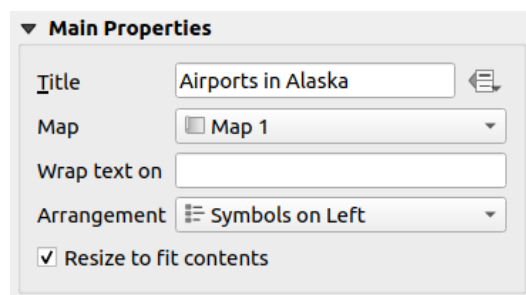 Main Properties
Title Airports in Alaska
Map Map 1
Wrap text on
Arrangement Symbols on Left
Resize to fit contents